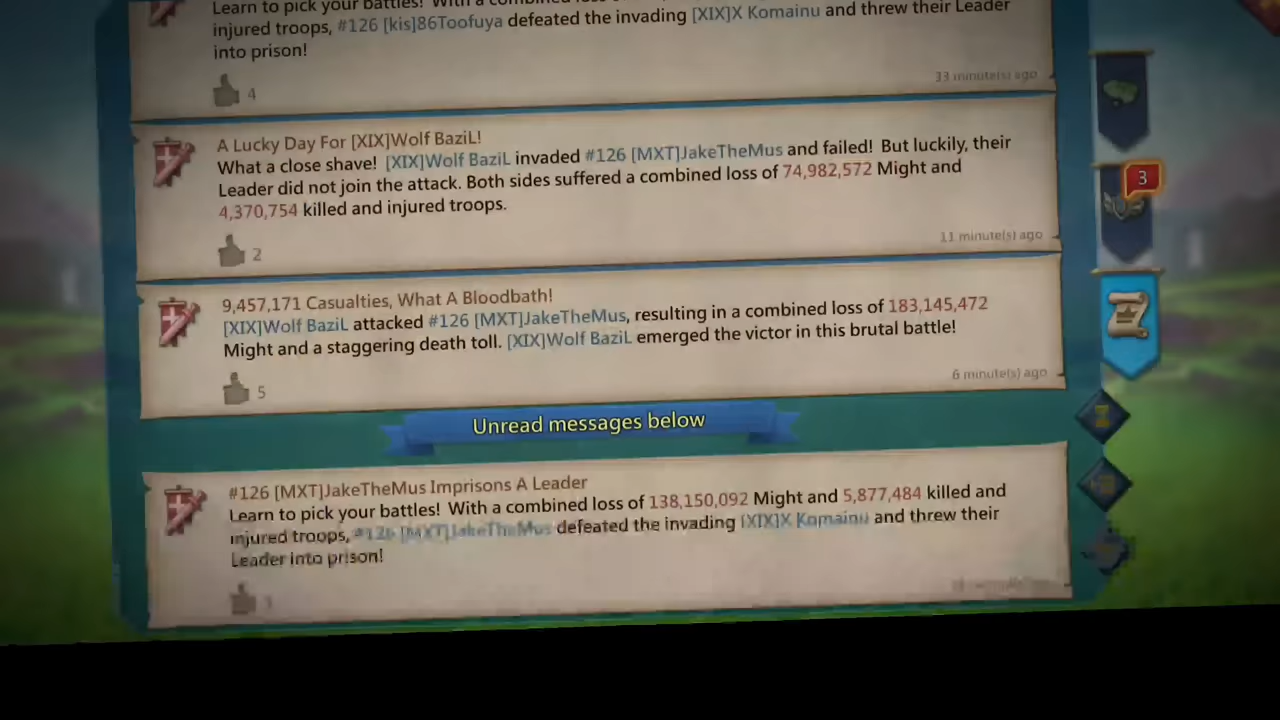 Learn to pick your battles! With a combined loss of
injured troops, #126 [kis]86Toofuya defeated the invading [XIX]X Komainu and threw their Leader
into prison!
4
33 minute(s) ago
A Lucky Day For [XIX]Wolf BaziL!
What a close shave! [XIX]Wolf BaziL invaded #126 [MXT]JakeTheMus and failed! But luckily, their
Leader did not join the attack. Both sides suffered a combined loss of 74,982,572 Might and
4,370,754 killed and injured troops.
2
11 minute(s) ago
3
9,457,171 Casualties, What A Bloodbath!
[XIX]Wolf BaziL attacked #126 [MXT]JakeTheMus, resulting in a combined loss of 183,145,472
Might and a staggering death toll. [XIX]Wolf BaziL emerged the victor in this brutal battle!
5
6 minute(s) ago
Unread messages below
#126 [MXT]JakeTheMus Imprisons A Leader
Learn to pick your battles! With a combined loss of 138,150,092 Might and 5,877,484 killed and
injured troops, #126 [MXT]JakeTheMus defeated the invading [XIX]X Komainu and threw their
Leader into prison!